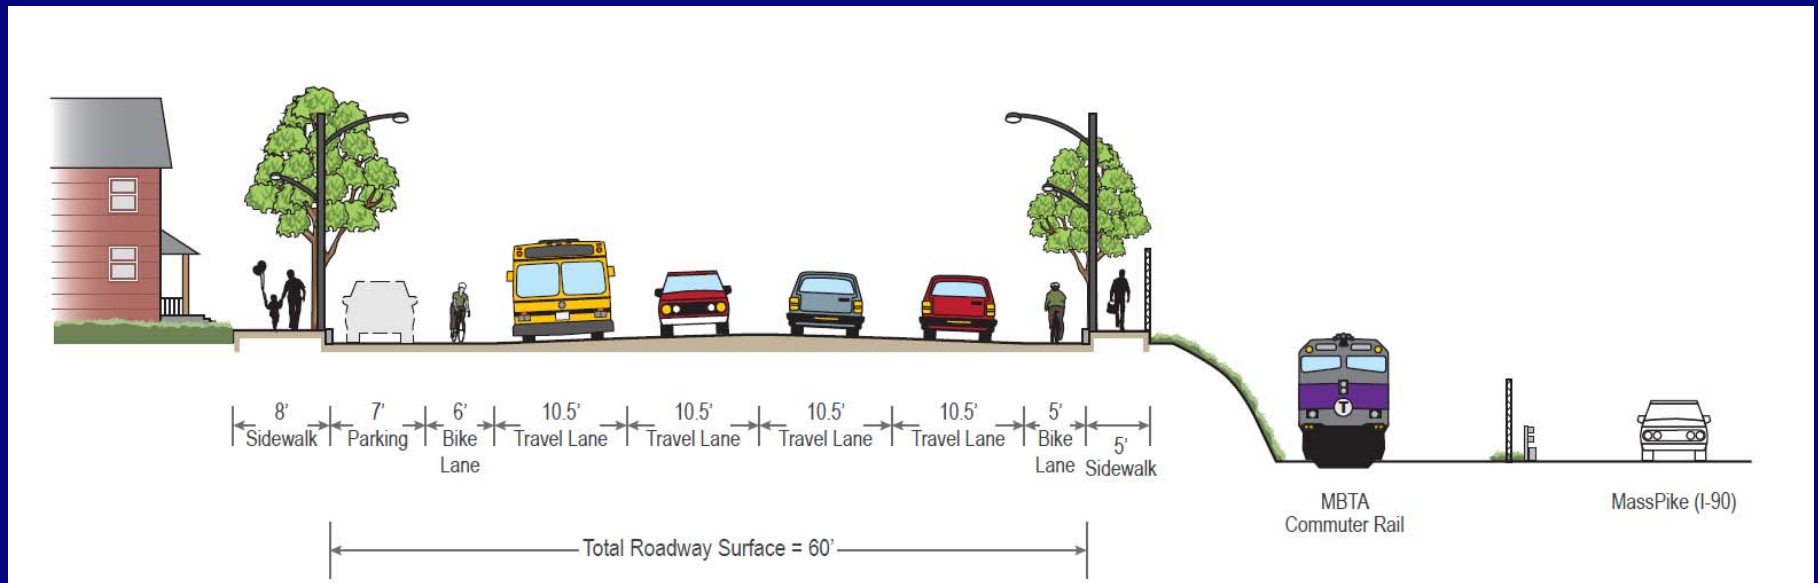 8’
Sidewalk
7’
Parking
6’
Bike
Lane
10.5’
Travel Lane
10.5’
Travel Lane
10.5’
Travel Lane
10.5’
Travel Lane
5’
Bike
Lane
5’
Sidewalk
T
MBTA
Commuter Rail
MassPike (I-90)
Total Roadway Surface = 60’